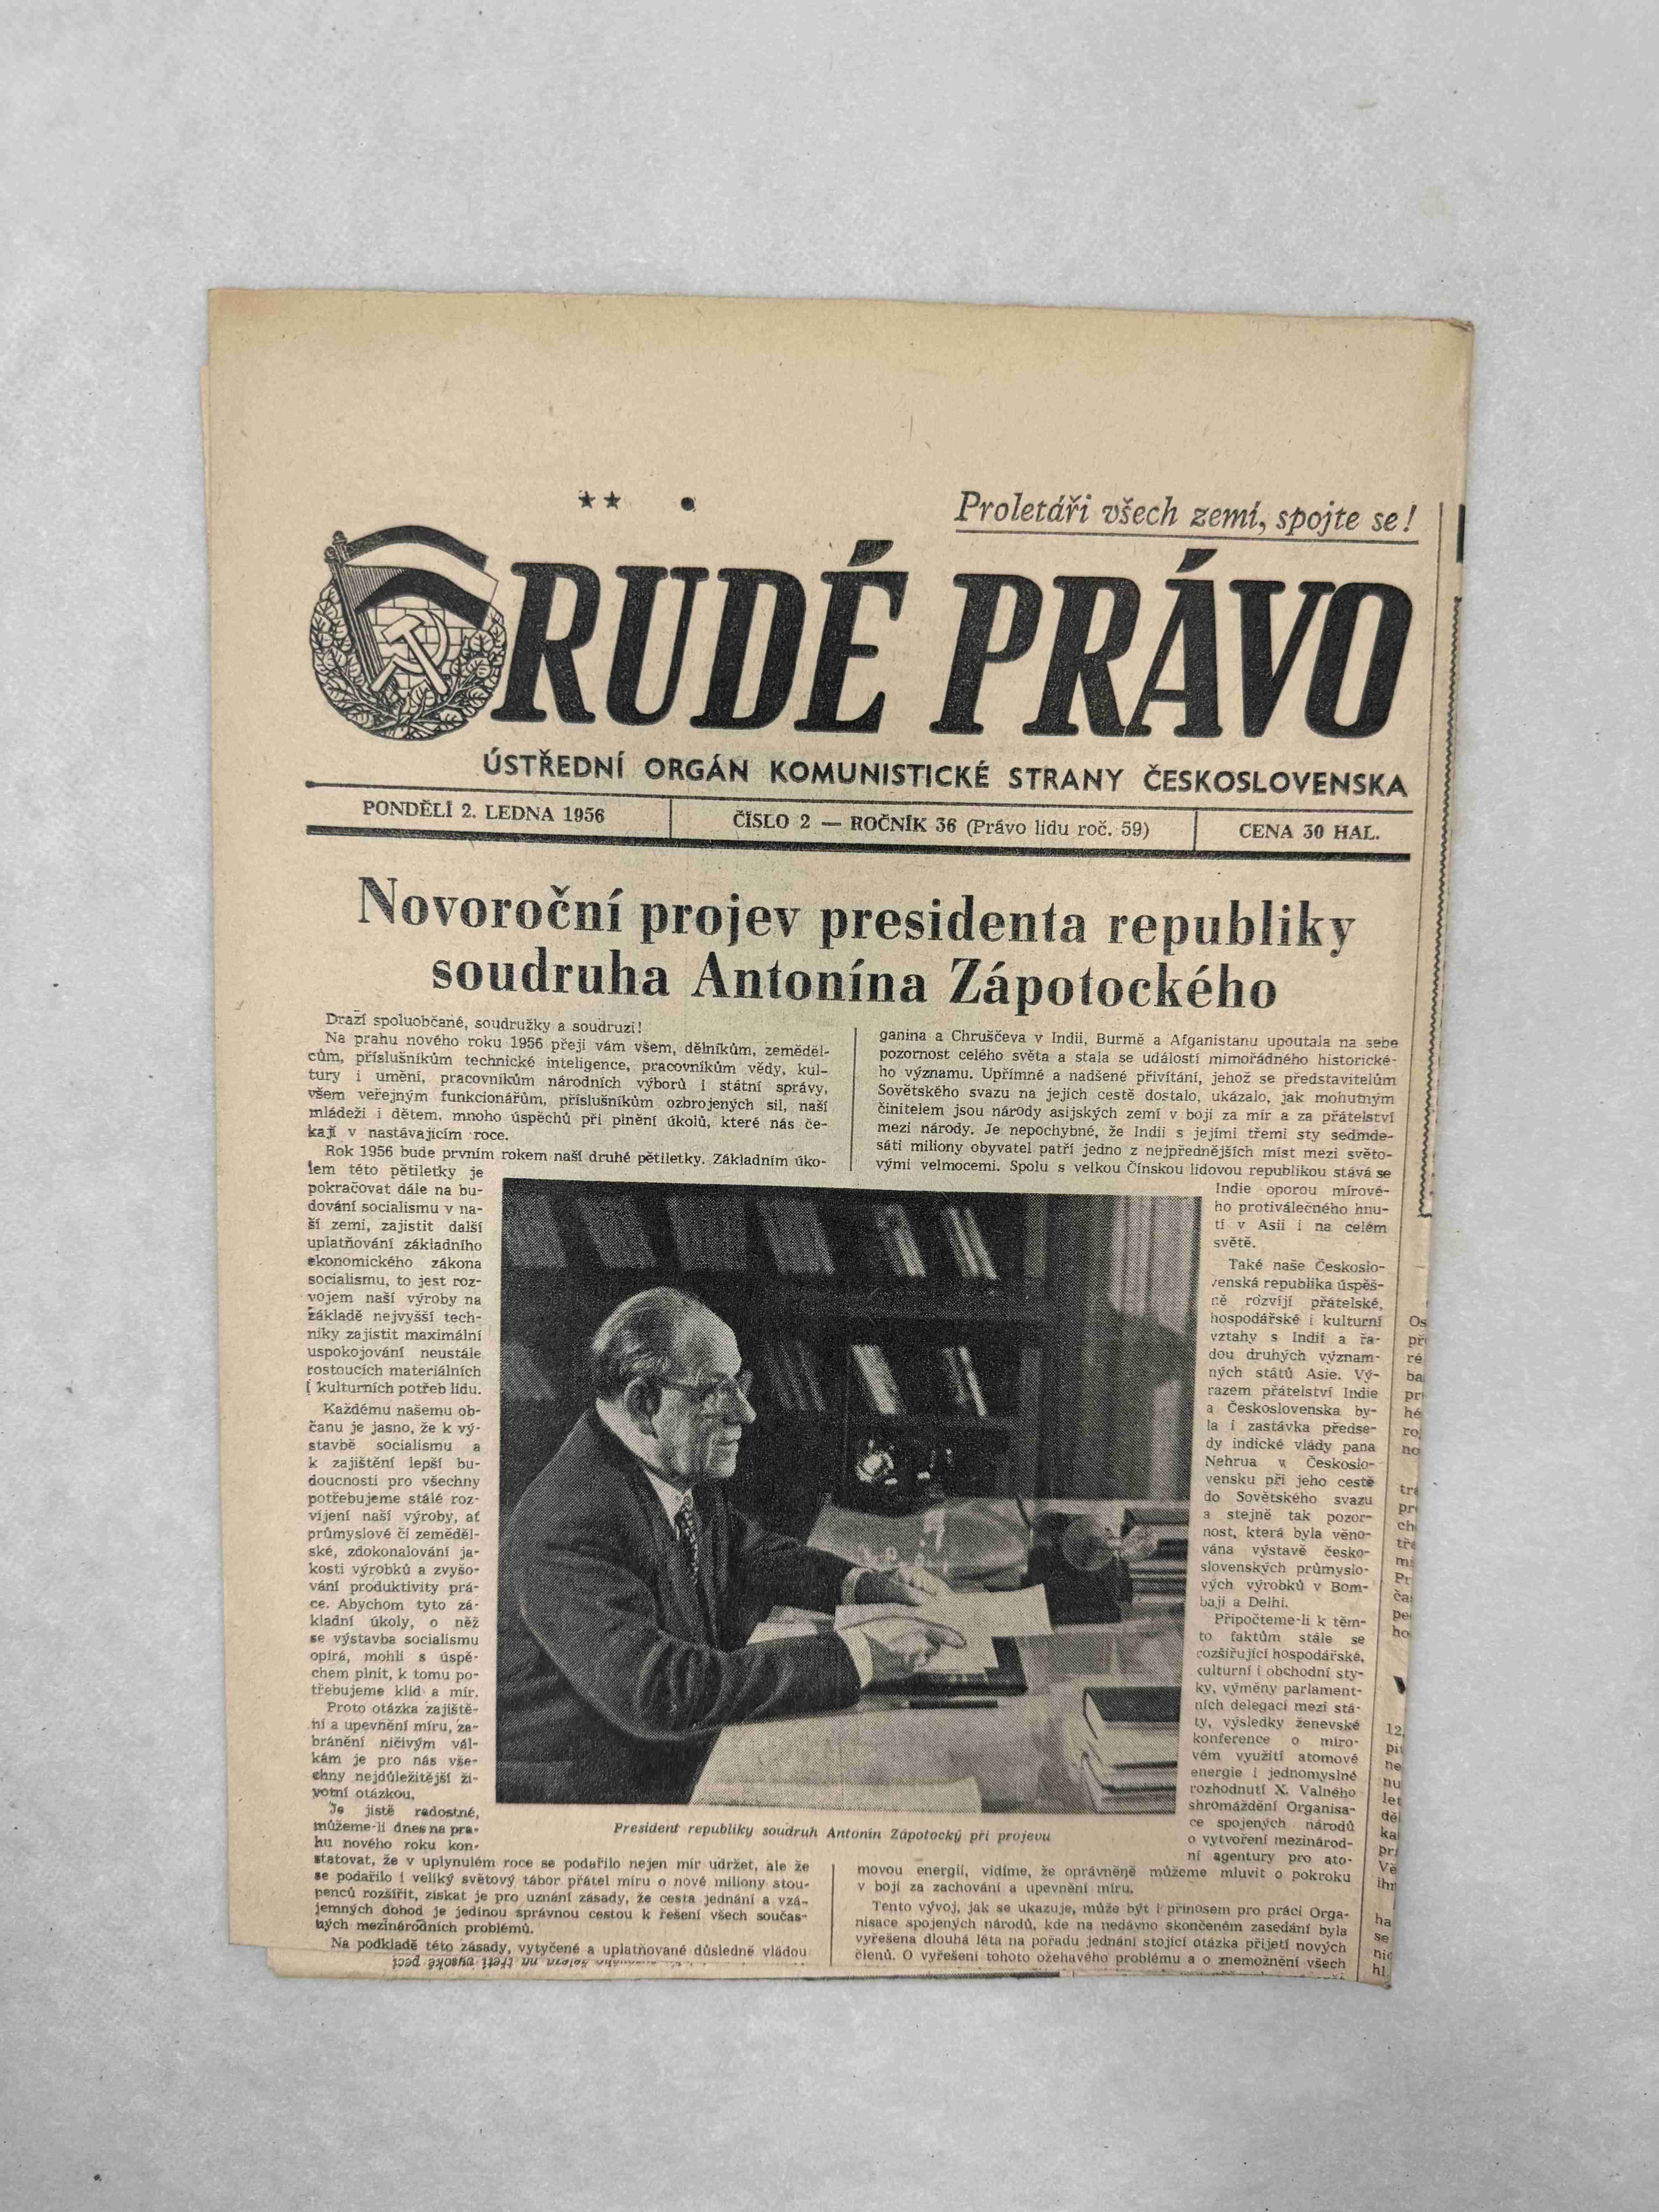 ★★ ●
Proletáři všech zemí, spojte se!
RUDÉ PRÁVO
ÚSTŘEDNÍ ORGÁN KOMUNISTICKÉ STRANY ČESKOSLOVENSKA
PONDĚLÍ 2. LEDNA 1956
ČÍSLO 2 — ROČNÍK 36 (Právo lidu roč. 59)
CENA 30 HAL.
Novoroční projev presidenta republiky
soudruha Antonína Zápotockého
Drazí spoluobčané, soudružky a soudruzi!
Na prahu nového roku 1956 přeji vám všem, dělníkům, zeměděl-
cům, příslušníkům technické inteligence, pracovníkům vědy, kul-
tury i umění, pracovníkům národních výborů i státní správy,
všem veřejným funkcionářům, příslušníkům ozbrojených sil, naší
mládeži i dětem, mnoho úspěchů při plnění úkolů, které nás če-
kají v nastávajícím roce.
Rok 1956 bude prvním rokem naší druhé pětiletky. Základním úko-
lem této pětiletky je
pokračovat dále na bu-
dování socialismu v na-
ší zemi, zajistit další
uplatňování základního
ekonomického zákona
socialismu, to jest roz-
vojem naší výroby na
základě nejvyšší tech-
niky zajistit maximální
uspokojování neustále
rostoucích materiálních
i kulturních potřeb lidu.
Každému našemu ob-
čanu je jasno, že k vý-
stavbě socialismu a
k zajištění lepší bu-
doucnosti pro všechny
potřebujeme stálé roz-
víjení naší výroby, ať
průmyslové či zeměděl-
ské, zdokonalování ja-
kosti výrobků a zvyšo-
vání produktivity prá-
ce. Abychom tyto zá-
kladní úkoly, o něž
se výstavba socialismu
opírá, mohli s úspě-
chem plnit, k tomu po-
třebujeme klid a mír.
Proto otázka zajiště-
ní a upevnění míru, za-
bránění ničivým vál-
kám je pro nás vše-
chny nejdůležitější ži-
votní otázkou.
Je jistě radostné,
můžeme-li dnes na pra-
hu nového roku kon-
statovat, že v uplynulém roce se podařilo nejen mír udržet, ale že
se podařilo i veliký světový tábor přátel míru o nové miliony stou-
penců rozšířit, získat je pro uznání zásady, že cesta jednání a vzá-
jemných dohod je jedinou správnou cestou k řešení všech součas-
ných mezinárodních problémů.
Na podkladě této zásady, vytyčené a uplatňované důsledně vládou
President republiky soudruh Antonín Zápotocký při projevu
ganina a Chruščeva v Indii, Burmě a Afganistanu upoutala na sebe
pozornost celého světa a stala se událostí mimořádného historické-
ho významu. Upřímné a nadšené přivítání, jehož se představitelům
Sovětského svazu na jejich cestě dostalo, ukázalo, jak mohutným
činitelem jsou národy asijských zemí v boji za mír a za přátelství
mezi národy. Je nepochybné, že Indii s jejími třemi sty sedmde-
sáti miliony obyvatel patří jedno z nejpřednějších míst mezi světo-
vými velmocemi. Spolu s velkou Čínskou lidovou republikou stává se
Indie oporou mírové-
ho protiválečného hnu-
tí v Asii i na celém
světě.
Také naše Českoslo-
venská republika úspěš-
ně rozvíjí přátelské,
hospodářské i kulturní
vztahy s Indií a řa-
dou druhých význam-
ných států Asie. Vý-
razem přátelství Indie
a Československa by-
la i zastávka předse-
dy indické vlády pana
Nehrua v Českoslo-
vensku při jeho cestě
do Sovětského svazu
a stejně tak pozor-
nost, která byla věno-
vána výstavě česko-
slovenských průmyslo-
vých výrobků v Bom-
baji a Delhi.
Připočteme-li k těm-
to faktům stále se
rozšiřující hospodářské,
kulturní i obchodní sty-
ky, výměny parlament-
ních delegací mezi stá-
ty, výsledky ženevské
konference o míro-
vém využití atomové
energie i jednomyslné
rozhodnutí X. Valného
shromáždění Organisa-
ce spojených národů
o vytvoření mezinárod-
ní agentury pro ato-
movou energii, vidíme, že oprávněně můžeme mluvit o pokroku
v boji za zachování a upevnění míru.
Tento vývoj, jak se ukazuje, může být i přínosem pro práci Orga-
nisace spojených národů, kde na nedávno skončeném zasedání byla
vyřešena dlouhá léta na pořadu jednání stojící otázka přijetí nových
členů. O vyřešení tohoto ožehavého problému a o znemožnění všech